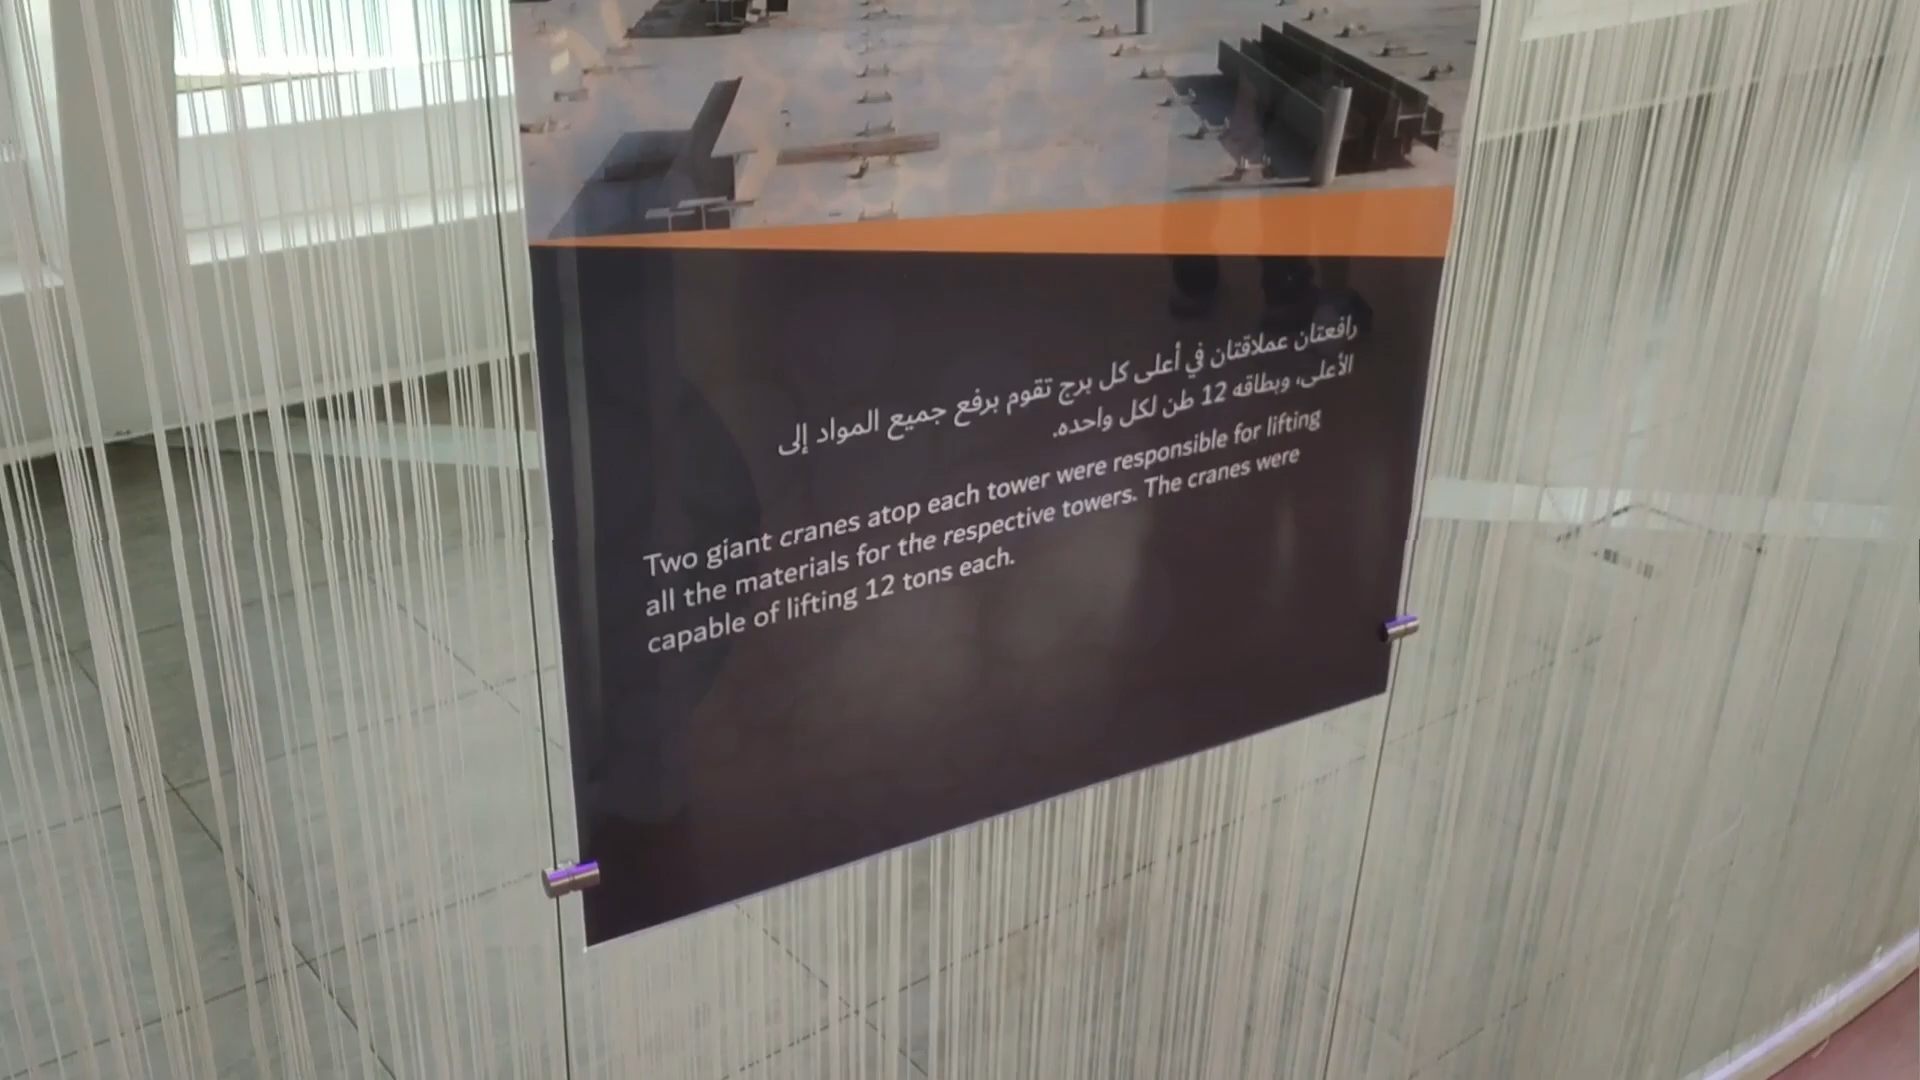 رافعتان عملاقتان في أعلى كل برج تقوم برفع جميع المواد إلى
الأعلى، وبطاقه 12 طن لكل واحده.
Two giant cranes atop each tower were responsible for lifting
all the materials for the respective towers. The cranes were
capable of lifting 12 tons each.